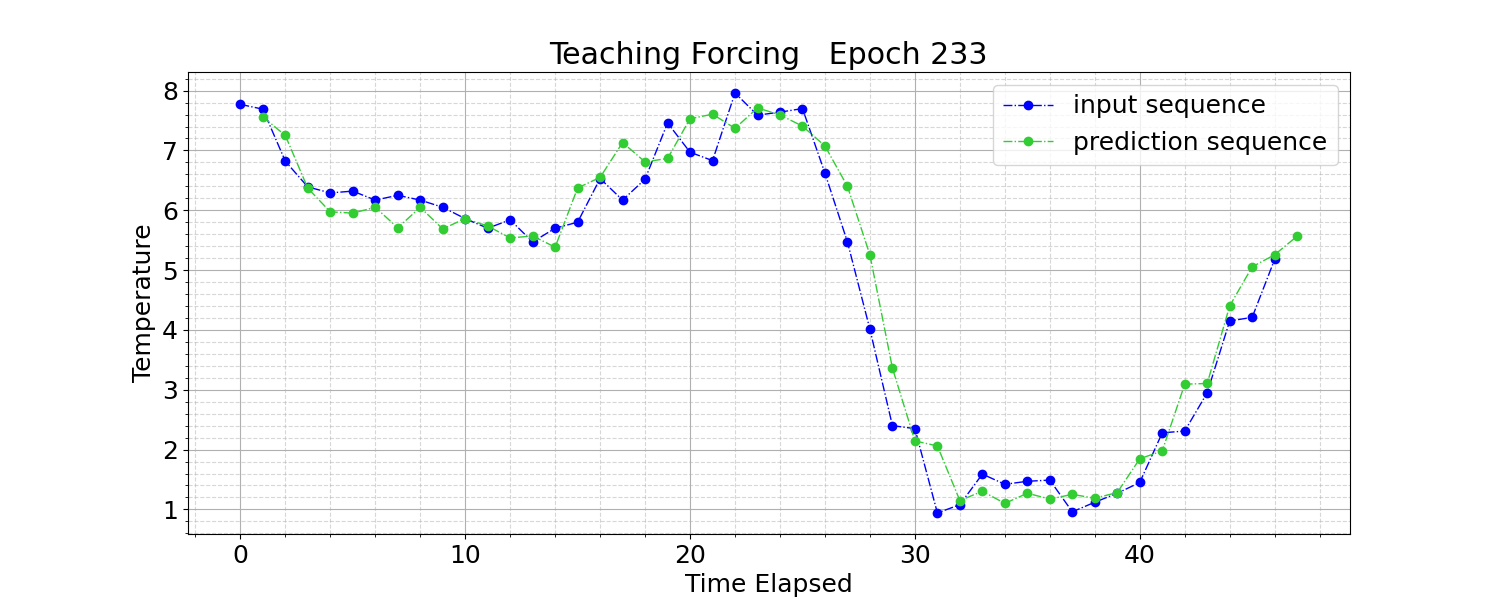 Teaching Forcing   Epoch 233
input sequence
prediction sequence
Temperature
8
7
6
5
4
3
2
1
0 10 20 30 40
Time Elapsed